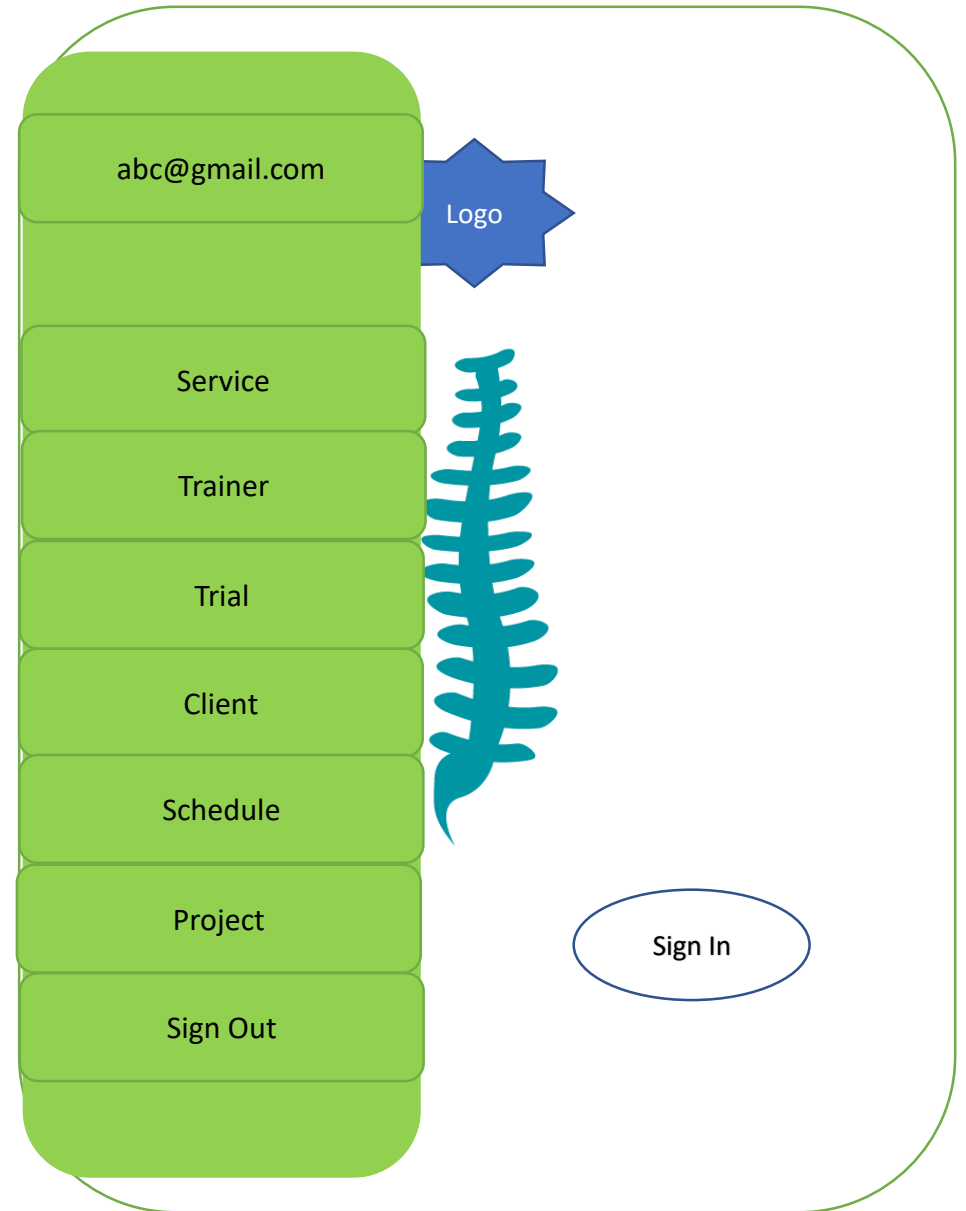 abc@gmail.com
Logo
Service
Trainer
Trial
Client
Schedule
Project
Sign In
Sign Out